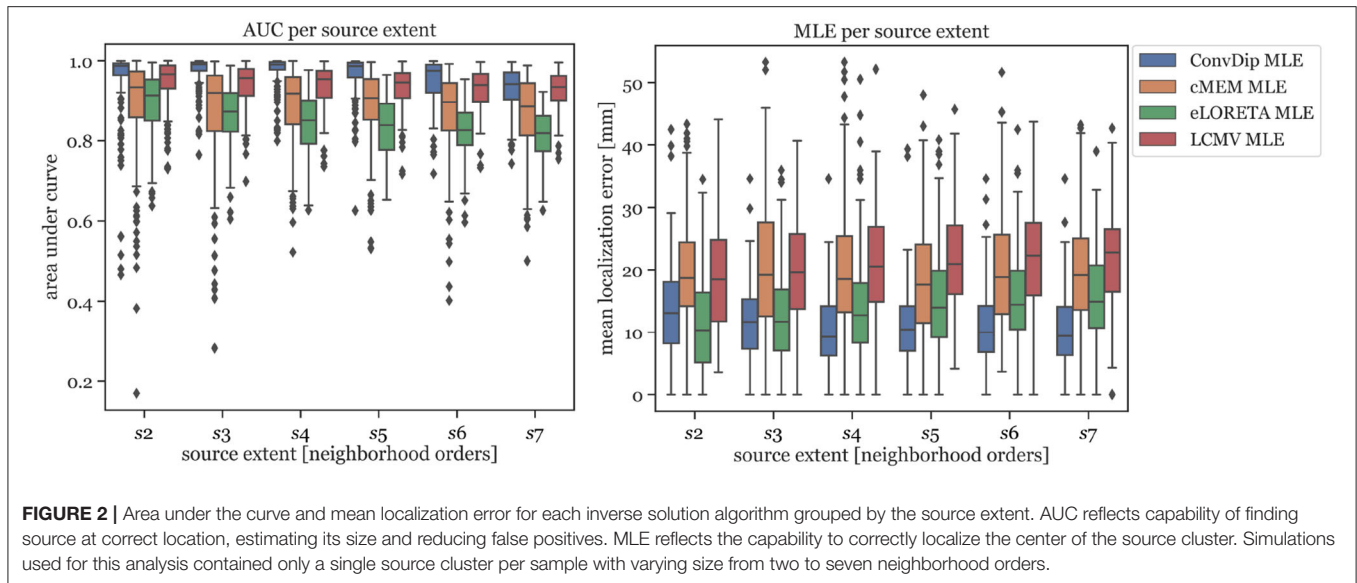 AUC per source extent
1.0
0.8
0.6
0.4
0.2
area under curve
s2 s3 s4 s5 s6 s7
source extent [neighborhood orders]
MLE per source extent
50
40
30
20
10
0
mean localization error [mm]
s2 s3 s4 s5 s6 s7
source extent [neighborhood orders]
ConvDip MLE
cMEM MLE
eLORETA MLE
LCMV MLE
FIGURE 2 | Area under the curve and mean localization error for each inverse solution algorithm grouped by the source extent. AUC reflects capability of finding
source at correct location, estimating its size and reducing false positives. MLE reflects the capability to correctly localize the center of the source cluster. Simulations
used for this analysis contained only a single source cluster per sample with varying size from two to seven neighborhood orders.